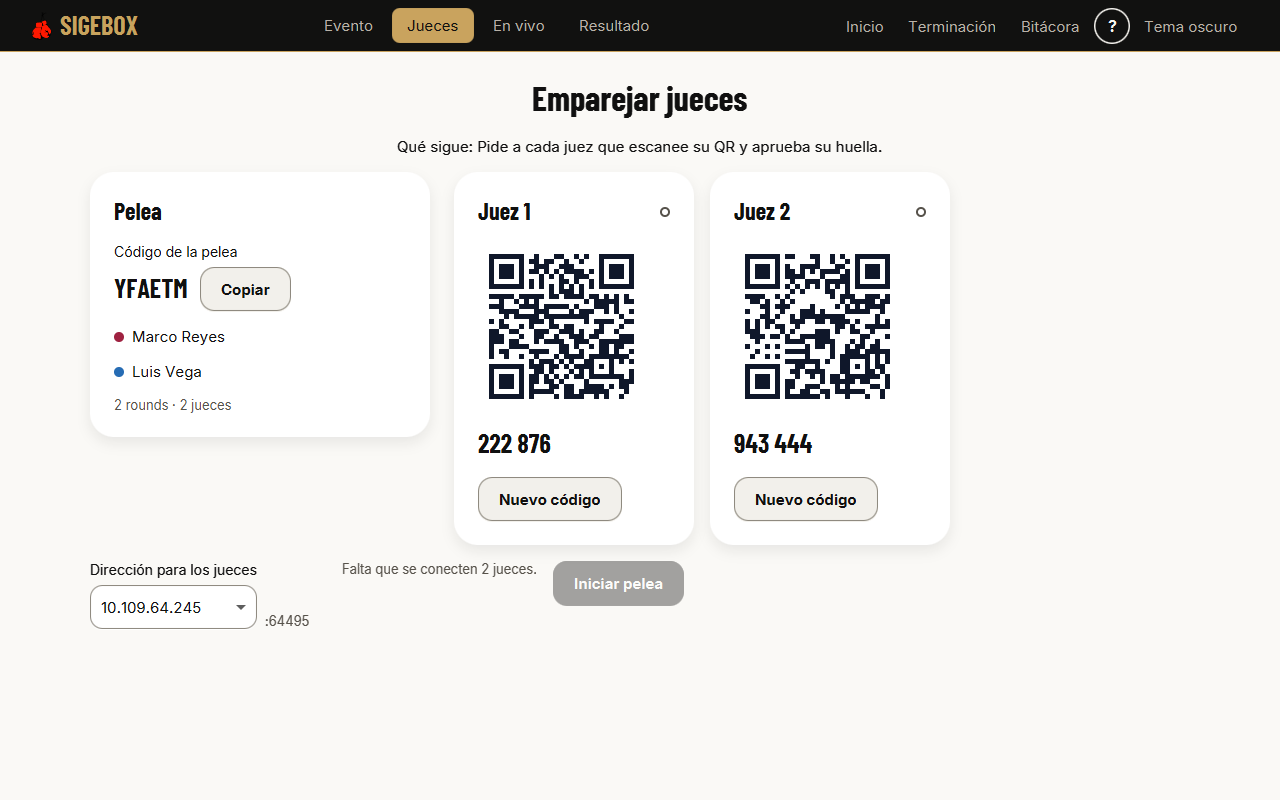 SIGEBOX
Evento
Jueces
En vivo
Resultado
Inicio
Terminación
Bitácora
?
Tema oscuro
Emparejar jueces
Qué sigue: Pide a cada juez que escanee su QR y aprueba su huella.
Pelea
Código de la pelea
YFAETM
Copiar
Marco Reyes
Luis Vega
2 rounds · 2 jueces
Juez 1
222 876
Nuevo código
Juez 2
943 444
Nuevo código
Dirección para los jueces
10.109.64.245
:64495
Falta que se conecten 2 jueces.
Iniciar pelea